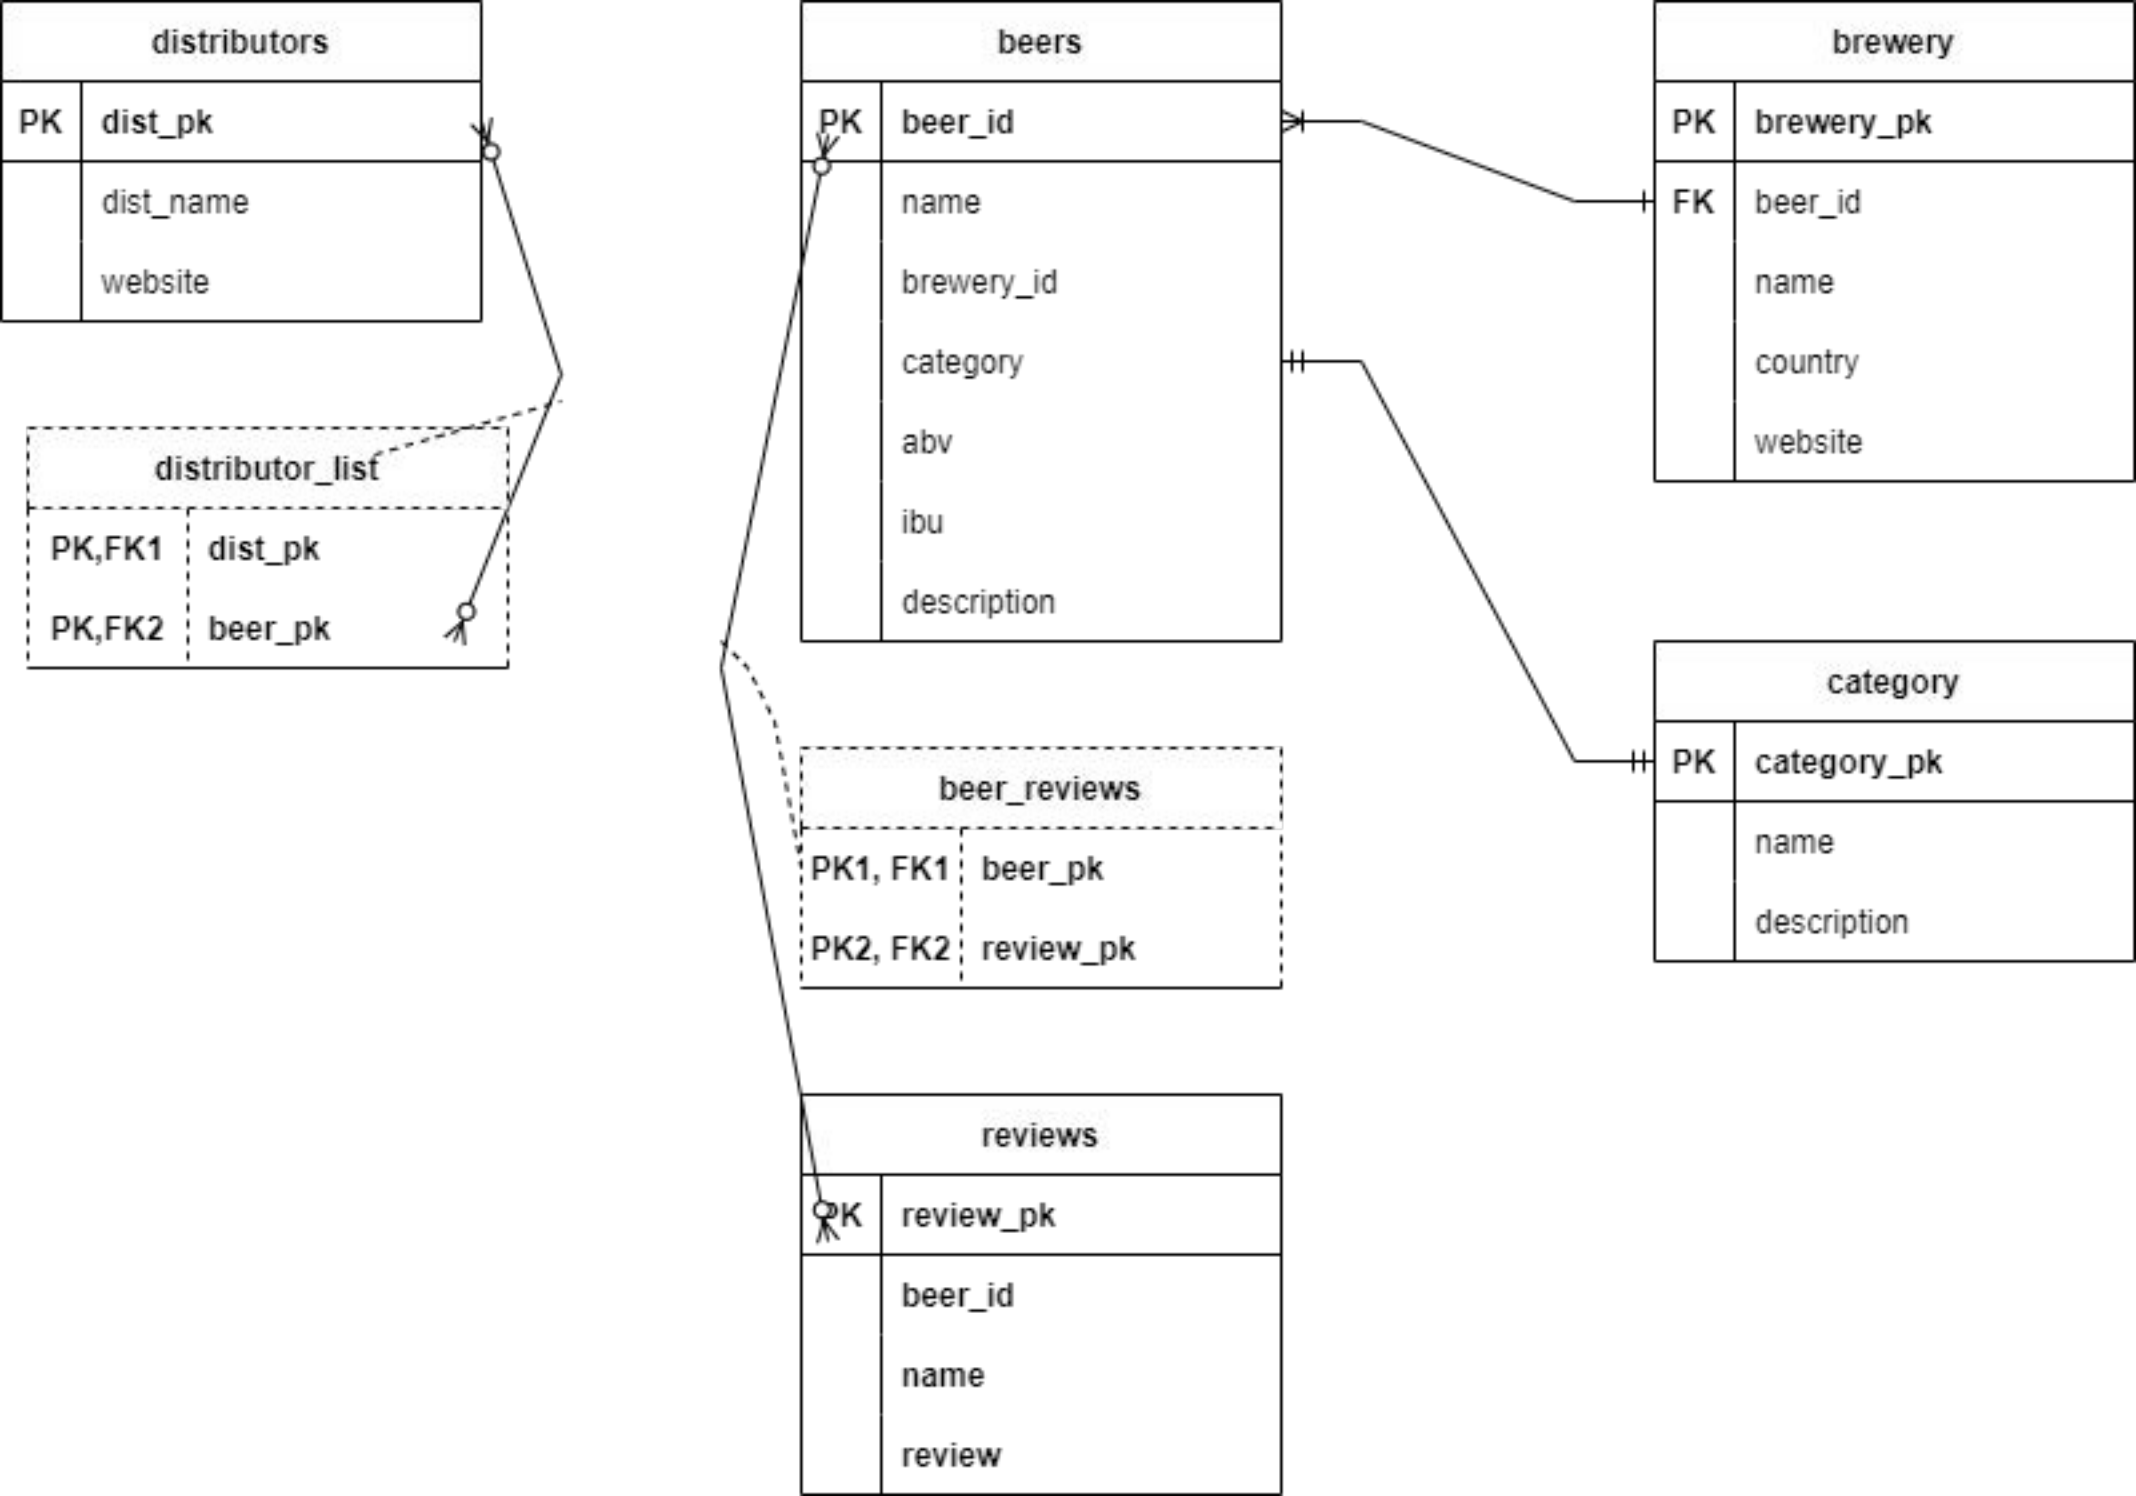 distributors
PK dist_pk
dist_name
website
distributor_list
PK,FK1 dist_pk
PK,FK2 beer_pk
beers
PK beer_id
name
brewery_id
category
abv
ibu
description
beer_reviews
PK1, FK1 beer_pk
PK2, FK2 review_pk
reviews
PK review_pk
beer_id
name
review
brewery
PK brewery_pk
FK beer_id
name
country
website
category
PK category_pk
name
description